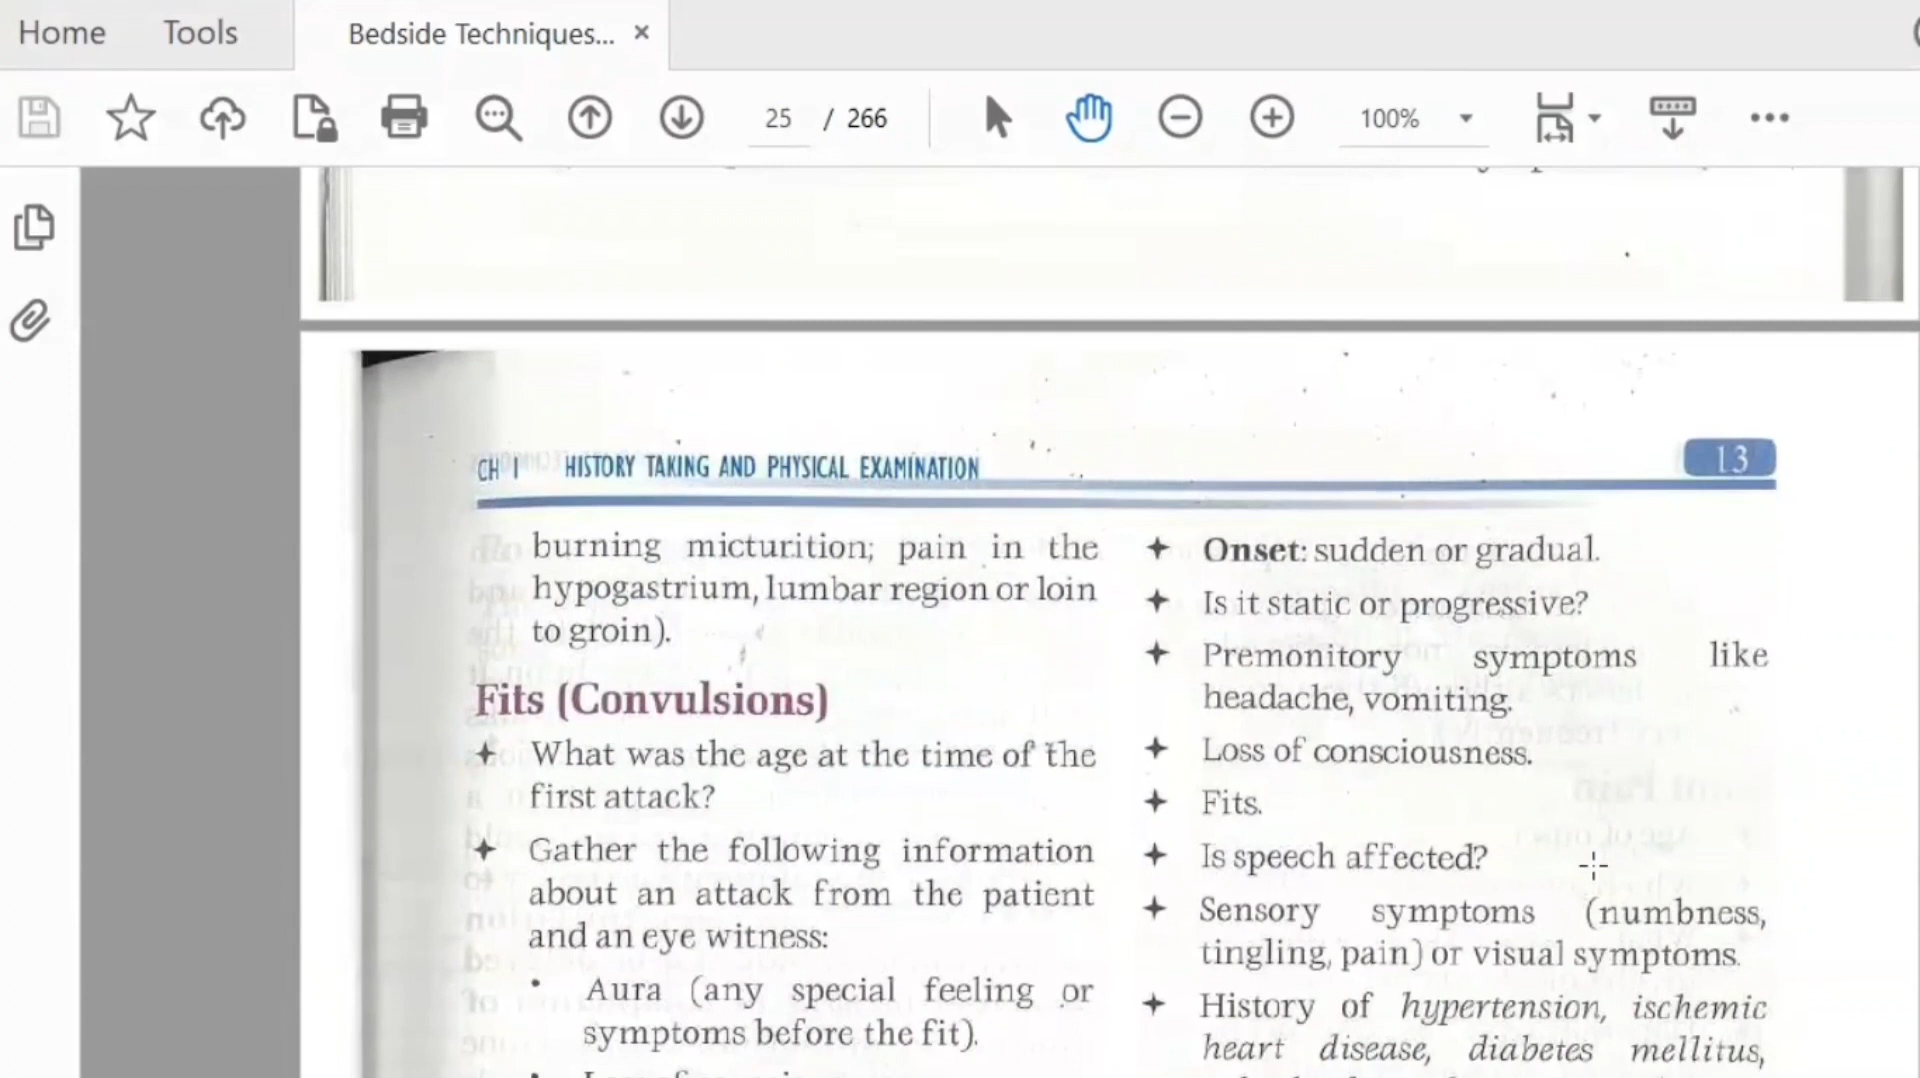 Home Tools Bedside Techniques... ×
25 / 266 100%
CH 1 HISTORY TAKING AND PHYSICAL EXAMINATION 13
burning micturition; pain in the
hypogastrium, lumbar region or loin
to groin).
Fits (Convulsions)
What was the age at the time of the
first attack?
Gather the following information
about an attack from the patient
and an eye witness:
• Aura (any special feeling or
symptoms before the fit).
Onset: sudden or gradual.
Is it static or progressive?
Premonitory symptoms like
headache, vomiting.
Loss of consciousness.
Fits.
Is speech affected?
Sensory symptoms (numbness,
tingling, pain) or visual symptoms.
History of hypertension, ischemic
heart disease, diabetes mellitus,